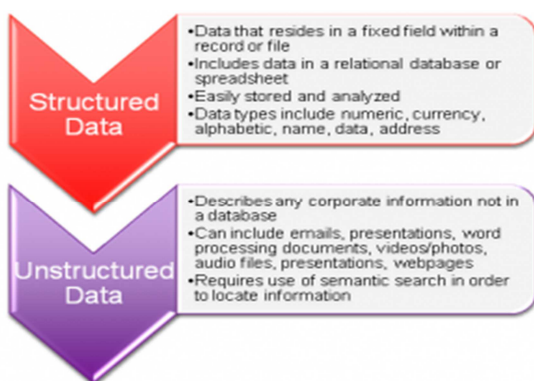 Structured
Data
•Data that resides in a fixed field within a
record or file
•Includes data in a relational database or
spreadsheet
•Easily stored and analyzed
•Data types include numeric, currency,
alphabetic, name, data, address
Unstructured
Data
•Describes any corporate information not in
a database
•Can include emails, presentations, word
processing documents, videos/photos,
audio files, presentations, webpages
•Requires use of semantic search in order
to locate information